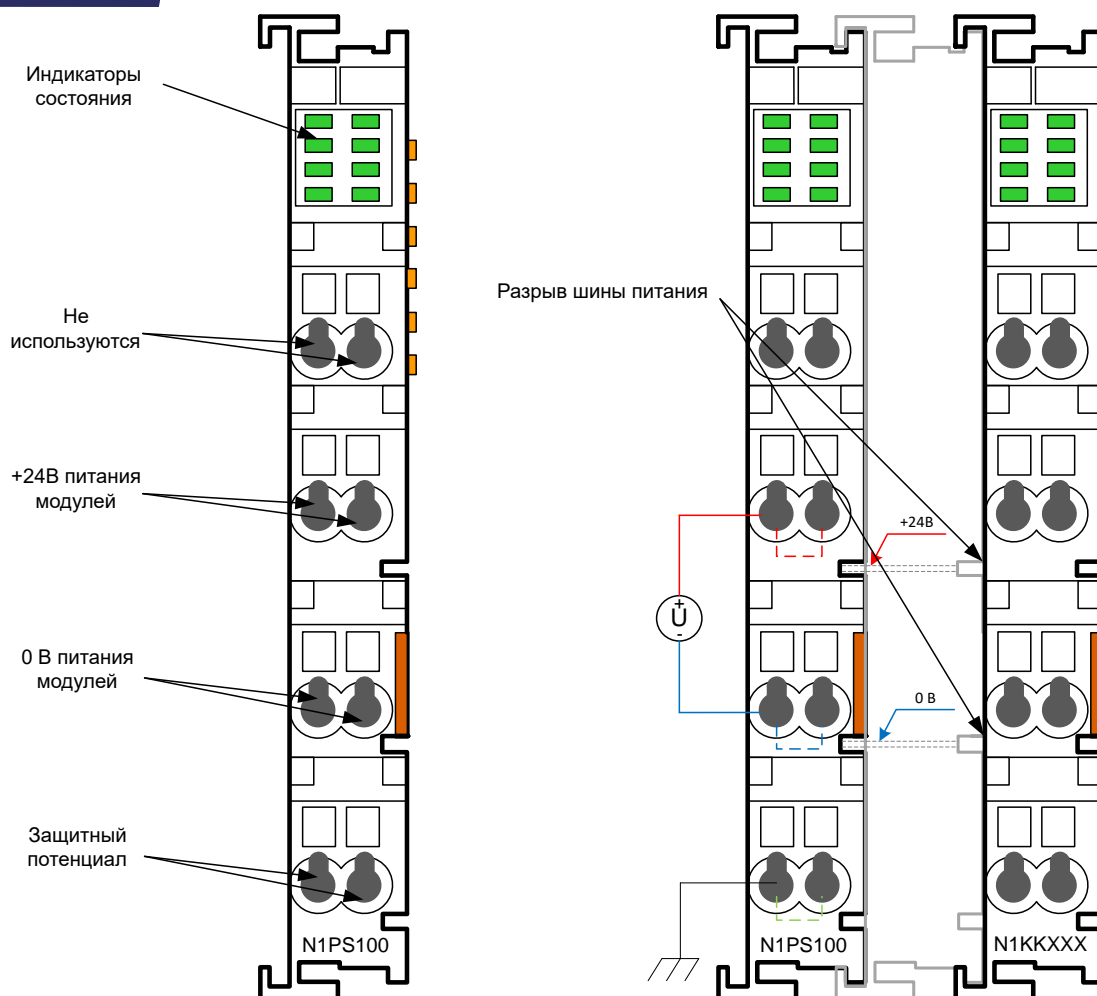 Индикаторы
состояния
Не
используются
+24В питания
модулей
0 В питания
модулей
Защитный
потенциал
N1PS100
Разрыв шины питания
+24В
+
U
-
0 В
N1PS100
N1KKXXX